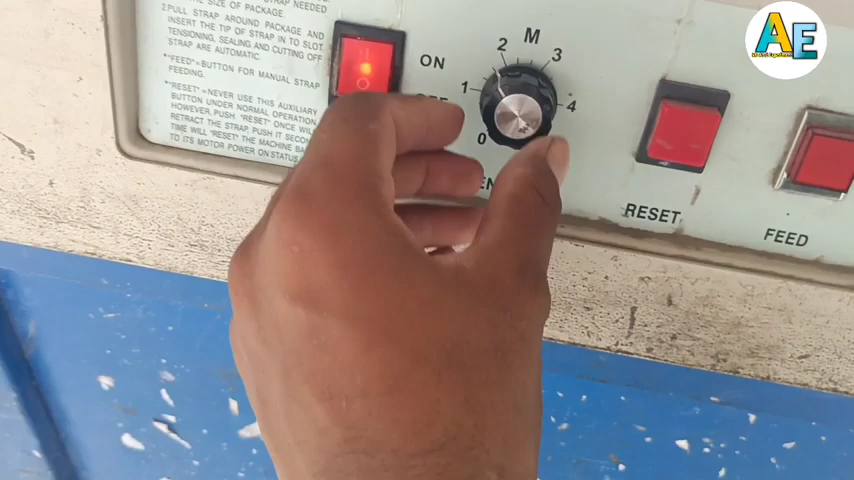 THE SIZE OF PACKAGE.
2.PULL STRAP AROUND PACKAGE AND
INSERT THE TIP OF STRAP IN TO SLOT.
TENSIONING, SEALING AND CUTTING OFF
STRAP ARE AUTOMATIC.
"FEED"=BUTTON FOR MANUAL STRAP
FEEDING.
"RESET"=NEVER USE THIS AUXILIARY
BUTTON UNDER NORMAL OPERATION
HOWEVER, PUSH "RESET" ONCE WILL
RETRACT THE STRAP, PUSH IT SECON
TIME WILL "RESET" THE MACHINE BA
TO ITS MOTOR POWER ON STATUS
ON
M
0
1
2
3
4
RESET
FEED
AE